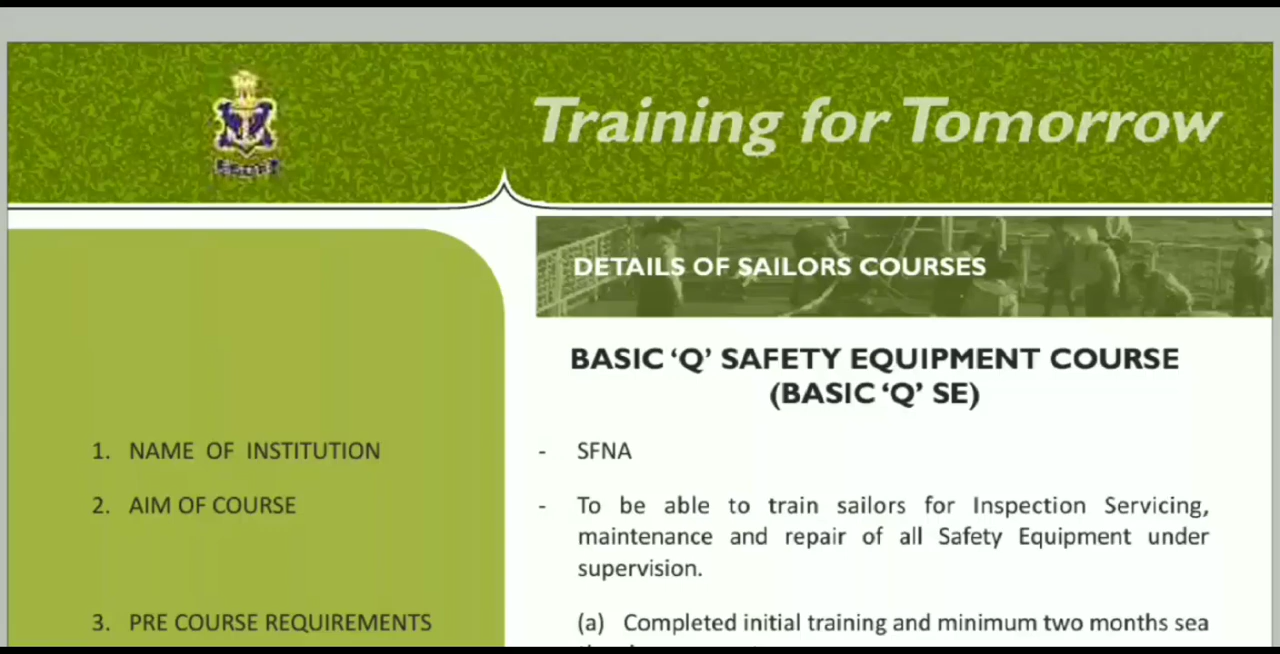 Training for Tomorrow
DETAILS OF SAILORS COURSES
BASIC ‘Q’ SAFETY EQUIPMENT COURSE
(BASIC ‘Q’ SE)
1. NAME OF INSTITUTION - SFNA
2. AIM OF COURSE - To be able to train sailors for Inspection Servicing,
maintenance and repair of all Safety Equipment under
supervision.
3. PRE COURSE REQUIREMENTS (a) Completed initial training and minimum two months sea